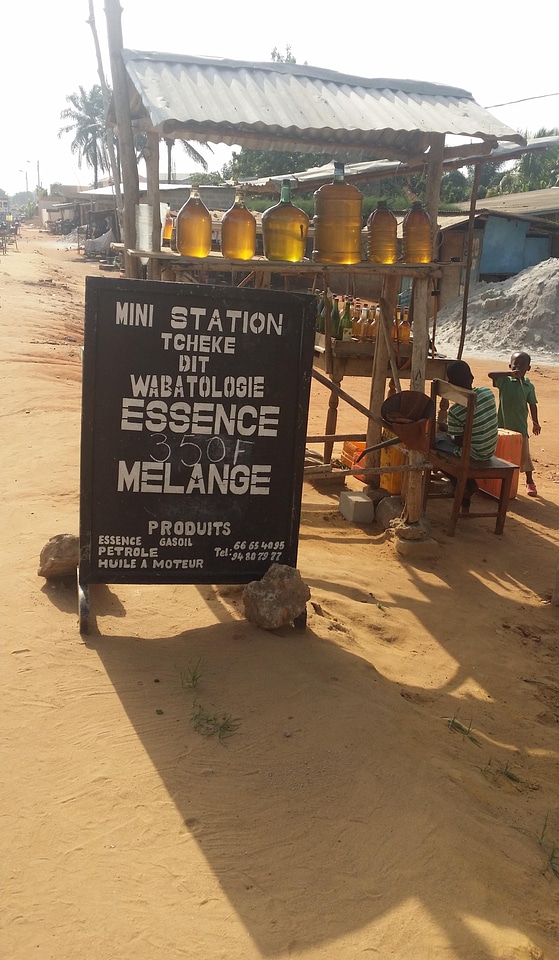 MINI STATION
TCHEKE
DIT
WABATOLOGIE
ESSENCE
350F
MELANGE
PRODUITS
ESSENCE GASOIL
PETROLE
HUILE A MOTEUR
Tel: 66 65 40 95
94 80 79 77